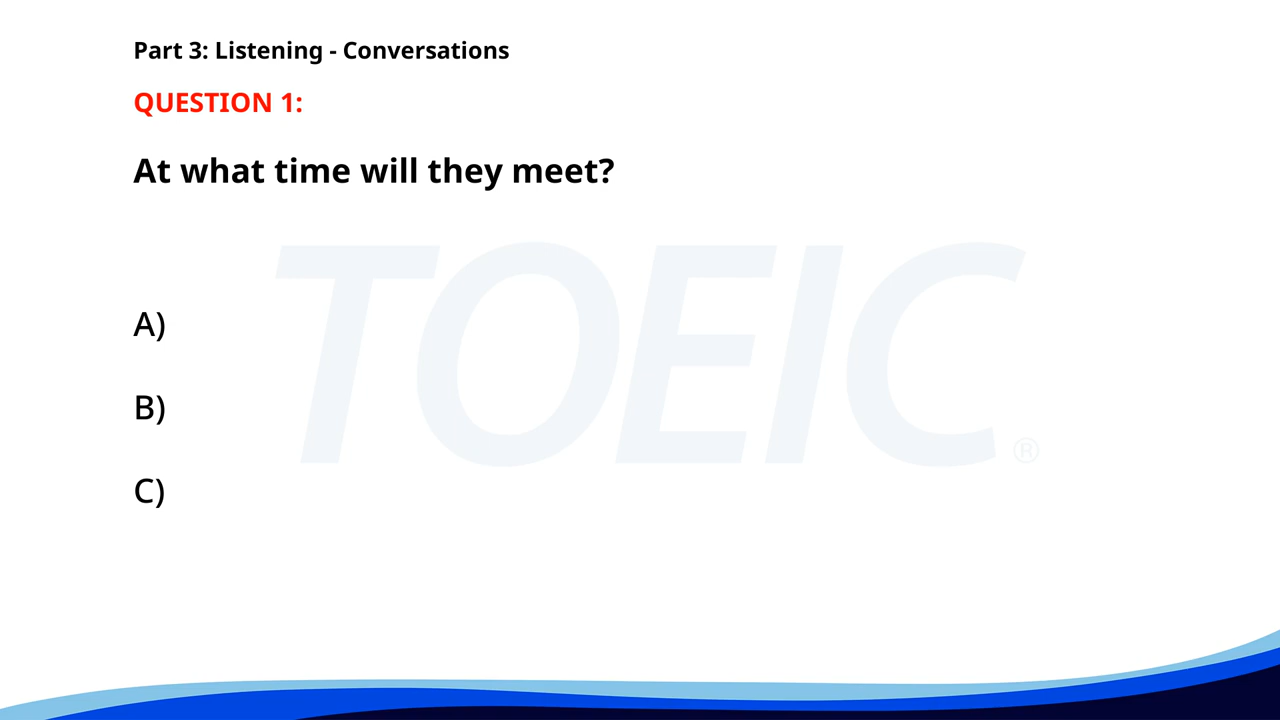 Part 3: Listening - Conversations
QUESTION 1:
At what time will they meet?
TOEIC®
A)
B)
C)